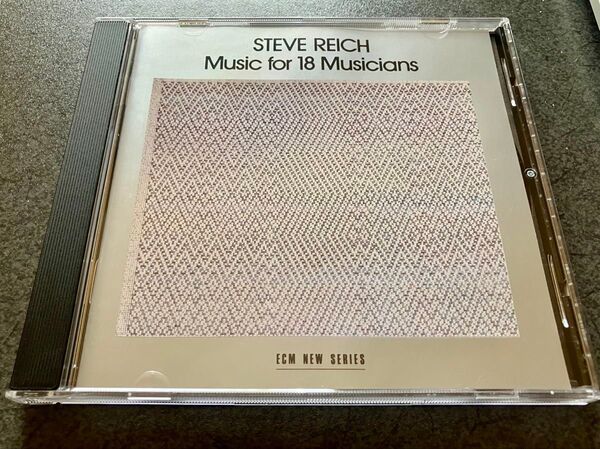 STEVE REICH
Music for 18 Musicians
ECM NEW SERIES